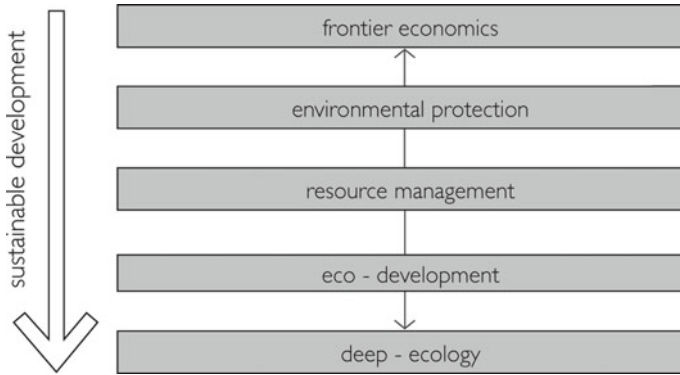 sustainable development
frontier economics
environmental protection
resource management
eco - development
deep - ecology